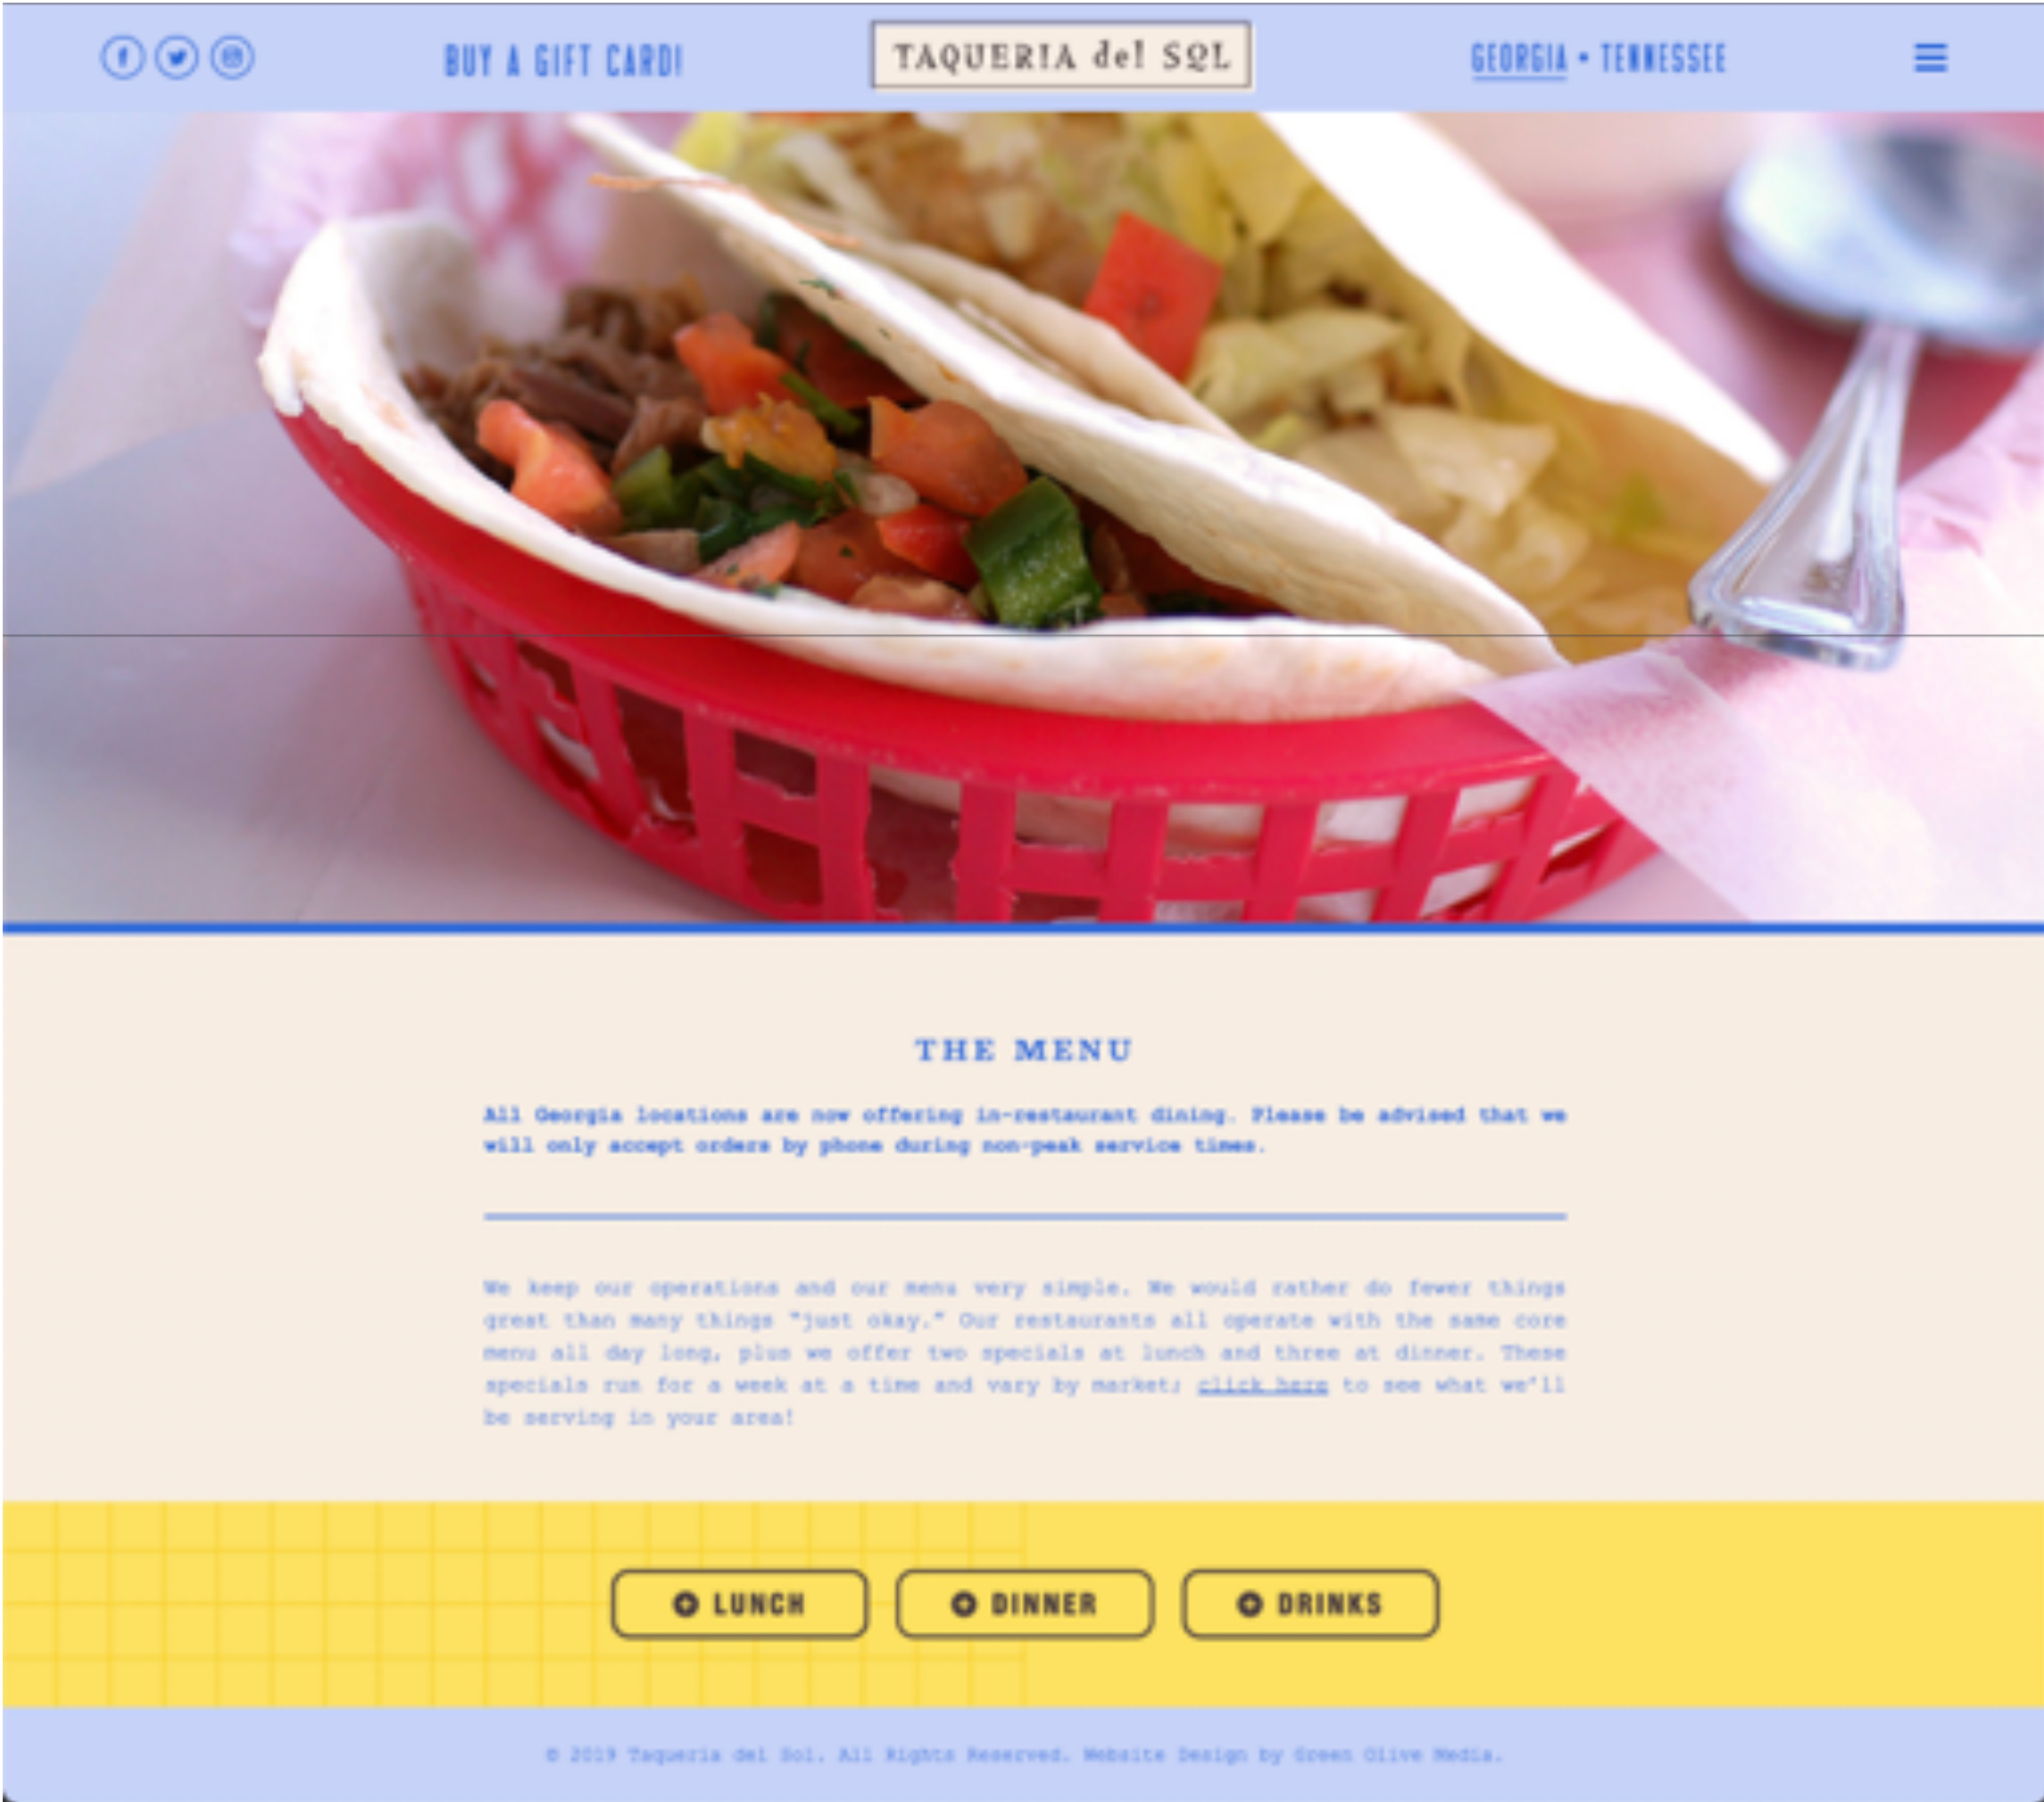 BUY A GIFT CARD!
TAQUERIA del SOL
GEORGIA • TENNESSEE
THE MENU
All Georgia locations are now offering in-restaurant dining. Please be advised that we
will only accept orders by phone during non-peak service times.
We keep our operations and our menu very simple. We would rather do fewer things
great than many things "just okay." Our restaurants all operate with the same core
menu all day long, plus we offer two specials at lunch and three at dinner. These
specials run for a week at a time and vary by market; click here to see what we'll
be serving in your area!
LUNCH
DINNER
DRINKS
© 2019 Taqueria del Sol. All Rights Reserved. Website Design by Green Olive Media.